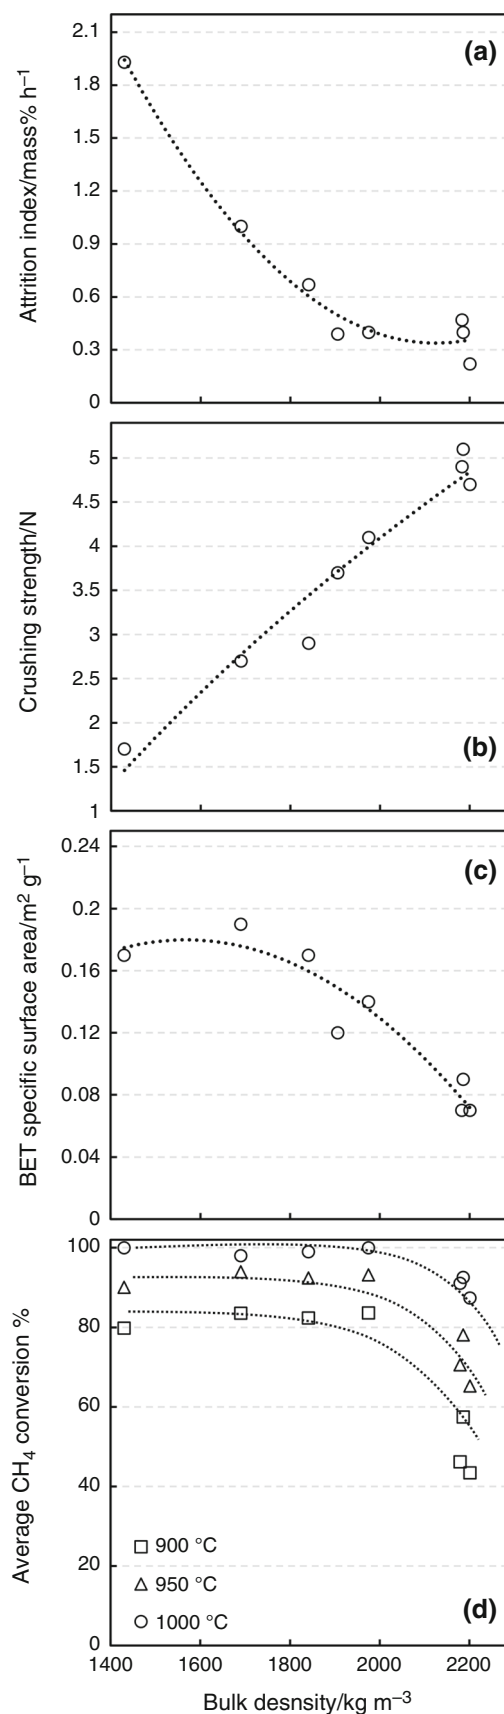 2.1
(a)
1.8
1.5
1.2
0.9
0.6
0.3
0
Attrition index/mass% h⁻¹
5
4.5
4
3.5
3
2.5
2
1.5
1
(b)
Crushing strength/N
0.24
(c)
0.2
0.16
0.12
0.08
0.04
0
BET specific surface area/m² g⁻¹
100
80
60
40
20
0
Average CH₄ conversion %
900 °C
950 °C
1000 °C
(d)
1400 1600 1800 2000 2200
Bulk desnsity/kg m⁻³